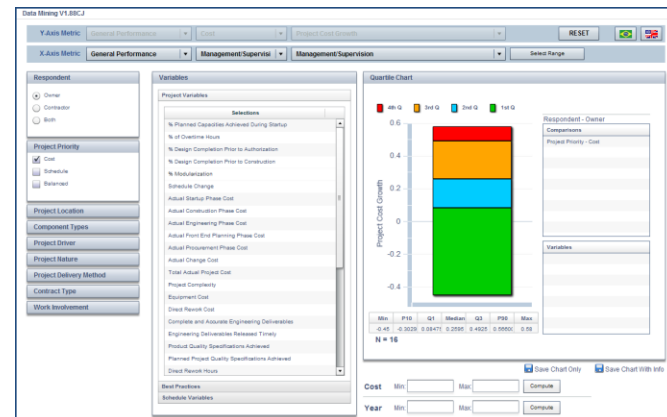 Data Mining V1.88CJ
Y-Axis Metric General Performance Cost Project Cost Growth RESET
X-Axis Metric General Performance Management/Supervisi Management/Supervision Select Range
Respondent
Owner
Contractor
Both
Project Priority
Cost
Schedule
Balanced
Project Location
Component Types
Project Driver
Project Nature
Project Delivery Method
Contract Type
Work Involvement
Variables
Project Variables
Selections
% Planned Capacities Achieved During Startup
% of Overtime Hours
% Design Completion Prior to Authorization
% Design Completion Prior to Construction
% Modularization
Schedule Change
Actual Startup Phase Cost
Actual Construction Phase Cost
Actual Engineering Phase Cost
Actual Front End Planning Phase Cost
Actual Procurement Phase Cost
Actual Change Cost
Total Actual Project Cost
Project Complexity
Equipment Cost
Direct Rework Cost
Complete and Accurate Engineering Deliverables
Engineering Deliverables Released Timely
Product Quality Specifications Achieved
Planned Project Quality Specifications Achieved
Direct Rework Hours
Best Practices
Schedule Variables
Quartile Chart
4th Q 3rd Q 2nd Q 1st Q
0.6
0.4
0.2
0
-0.2
-0.4
Project Cost Growth
Respondent - Owner
Comparisons
Project Priority - Cost
Variables
Min P10 Q1 Median Q3 P90 Max
-0.45 0.2595 0.4925 0.58
N = 16
Save Chart Only Save Chart With Info
Cost Min: Max: Compute
Year Min: Max: Compute